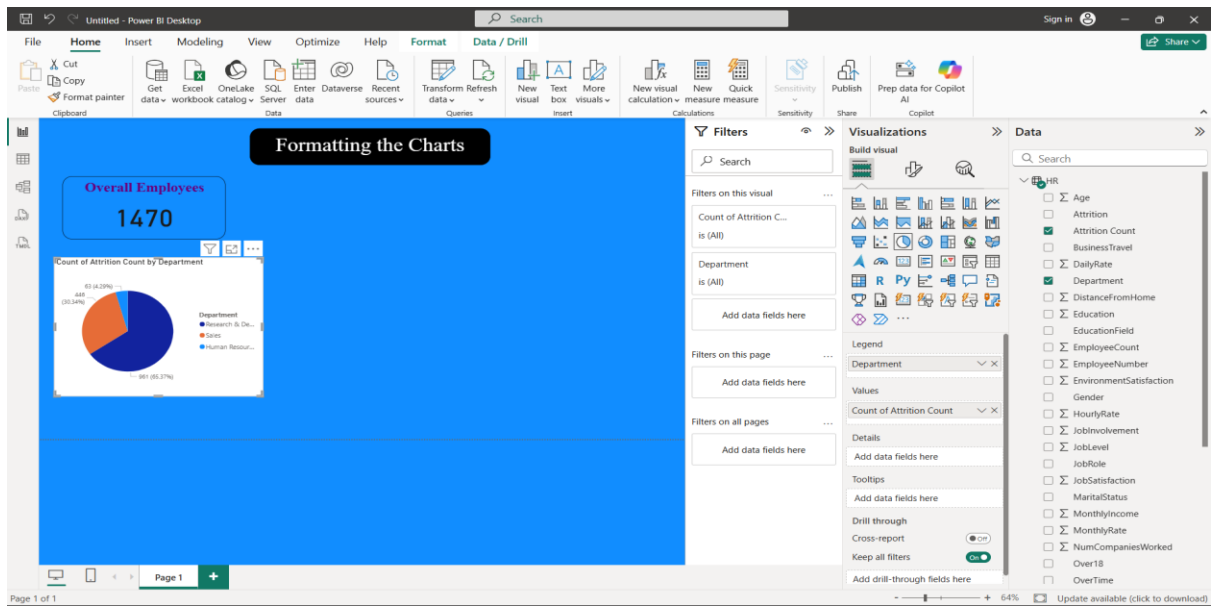 Untitled - Power BI Desktop
Search
Sign in
File Home Insert Modeling View Optimize Help Format Data / Drill
Share
Paste
Cut
Copy
Format painter
Get data
Excel workbook
OneLake catalog
SQL Server
Enter data
Dataverse
Recent sources
Transform data
Refresh
New visual
Text box
More visuals
New visual calculation
New measure
Quick measure
Sensitivity
Publish
Prep data for AI
Copilot
Clipboard
Data
Queries
Insert
Calculations
Sensitivity
Share
Copilot
Formatting the Charts
Overall Employees
1470
Count of Attrition Count by Department
63 (4.29%)
446
(30.34%)
961 (65.37%)
Department
Research & De...
Sales
Human Resour...
Filters
Search
Filters on this visual
Count of Attrition C...
is (All)
Department
is (All)
Add data fields here
Filters on this page
Add data fields here
Filters on all pages
Add data fields here
Visualizations
Build visual
R
Py
Legend
Department
Values
Count of Attrition Count
Details
Add data fields here
Tooltips
Add data fields here
Drill through
Cross-report
Off
Keep all filters
On
Add drill-through fields here
Data
Search
HR
Σ Age
Attrition
Attrition Count
BusinessTravel
Σ DailyRate
Department
Σ DistanceFromHome
Σ Education
EducationField
Σ EmployeeCount
Σ EmployeeNumber
Σ EnvironmentSatisfaction
Gender
Σ HourlyRate
Σ JobInvolvement
Σ JobLevel
JobRole
Σ JobSatisfaction
MaritalStatus
Σ MonthlyIncome
Σ MonthlyRate
Σ NumCompaniesWorked
Over18
OverTime
Page 1
Page 1 of 1
64%
Update available (click to download)